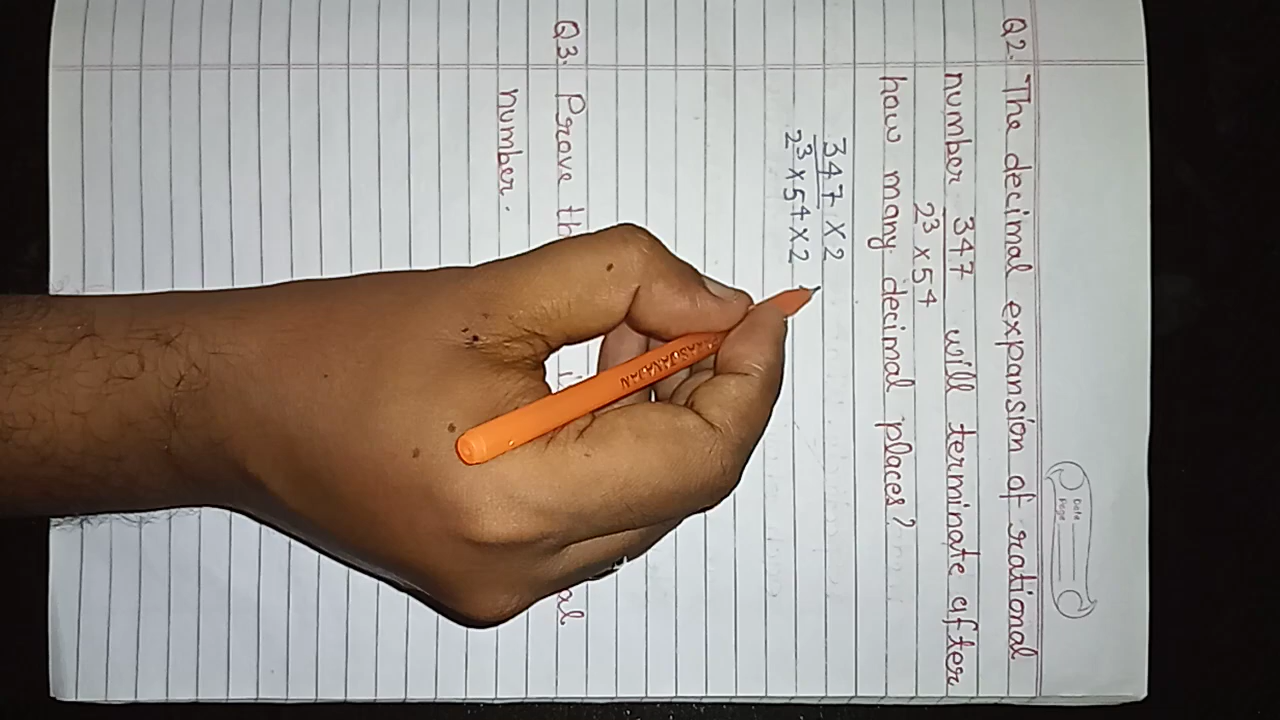 Date
Page
Q2. The decimal expansion of rational
number 347 / 2³ × 5⁴ will terminate after
how many decimal places?
347 × 2
2³ × 5⁴ × 2
Q3. Prove
number.